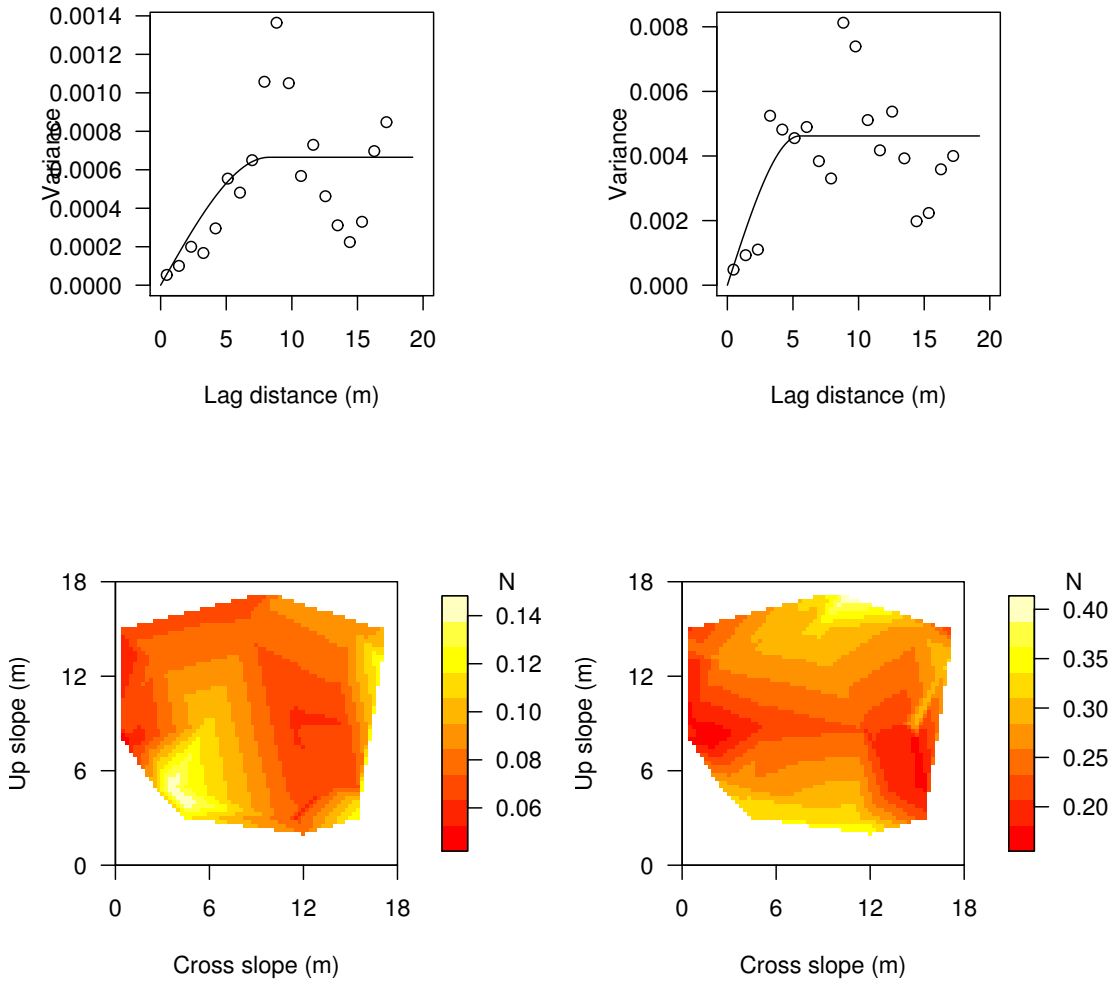 0.0014
0.0012
0.0010
0.0008
0.0006
0.0004
0.0002
0.0000
Variance
0 5 10 15 20
Lag distance (m)
0.008
0.006
0.004
0.002
0.000
Variance
0 5 10 15 20
Lag distance (m)
18
12
6
0
Up slope (m)
0 6 12 18
Cross slope (m)
N
0.14
0.12
0.10
0.08
0.06
18
12
6
0
Up slope (m)
0 6 12 18
Cross slope (m)
N
0.40
0.35
0.30
0.25
0.20